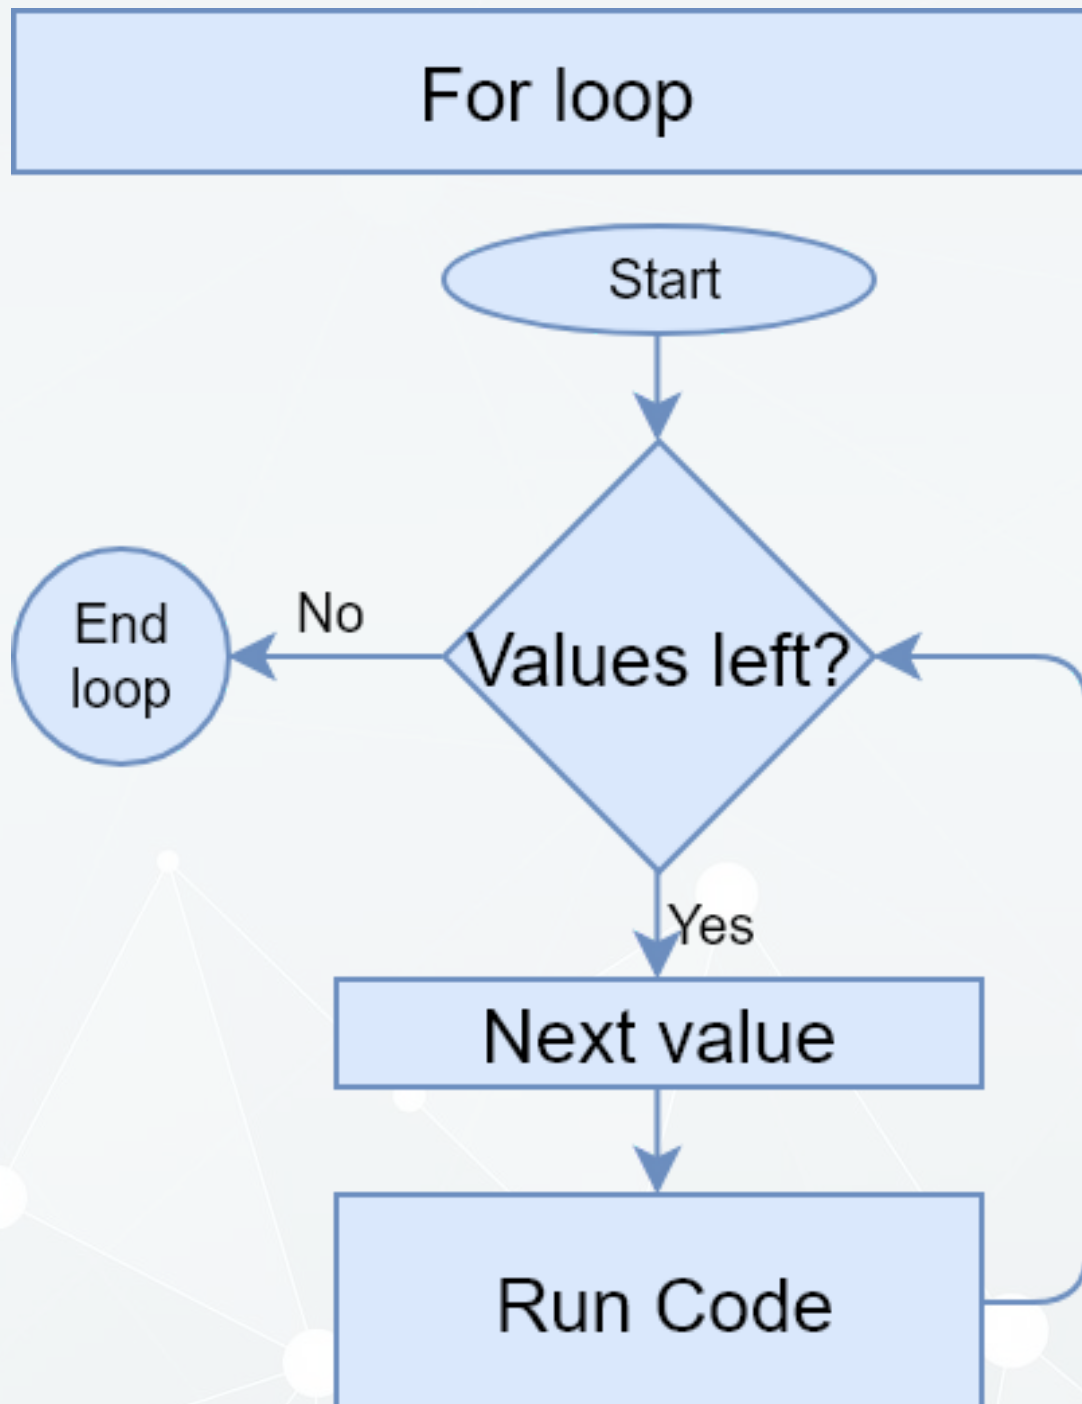 For loop
Start
End
loop
No
Values left?
Yes
Next value
Run Code